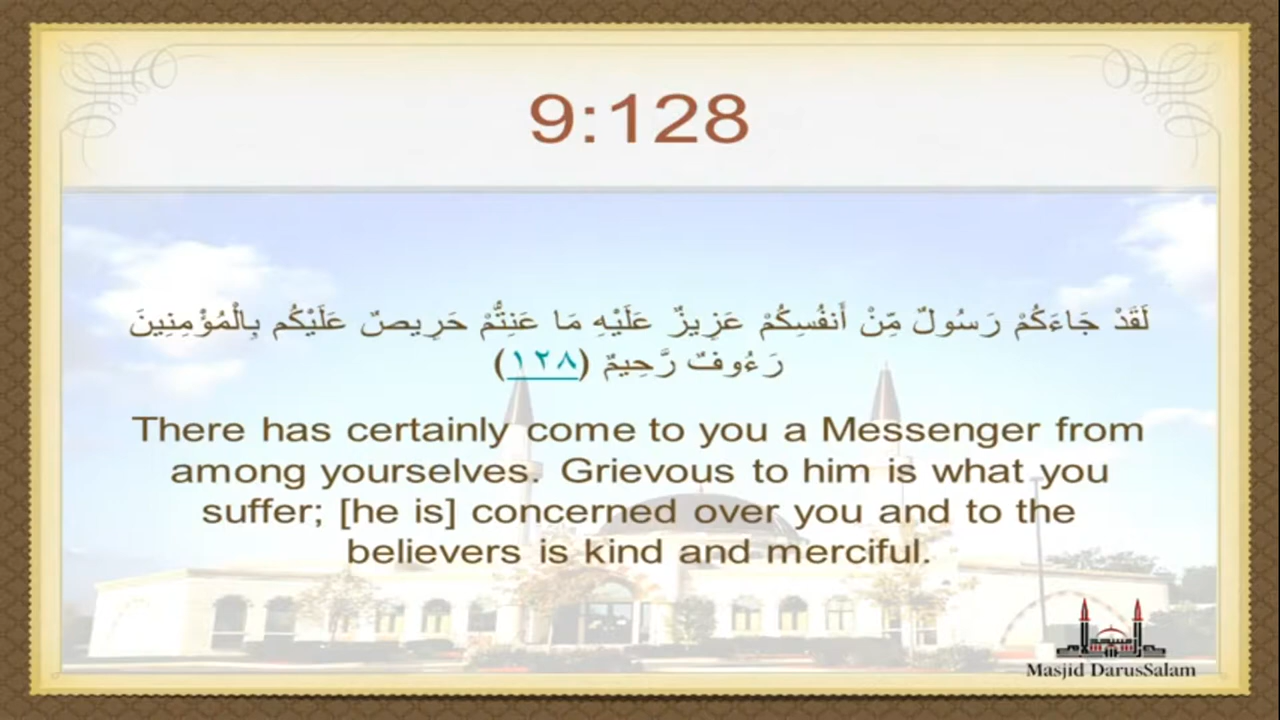 9:128
لَقَدْ جَاءَكُمْ رَسُولٌ مِّنْ أَنفُسِكُمْ عَزِيزٌ عَلَيْهِ مَا عَنِتُّمْ حَرِيصٌ عَلَيْكُم بِالْمُؤْمِنِينَ
رَءُوفٌ رَّحِيمٌ (١٢٨)
There has certainly come to you a Messenger from
among yourselves. Grievous to him is what you
suffer; [he is] concerned over you and to the
believers is kind and merciful.
Masjid DarusSalam